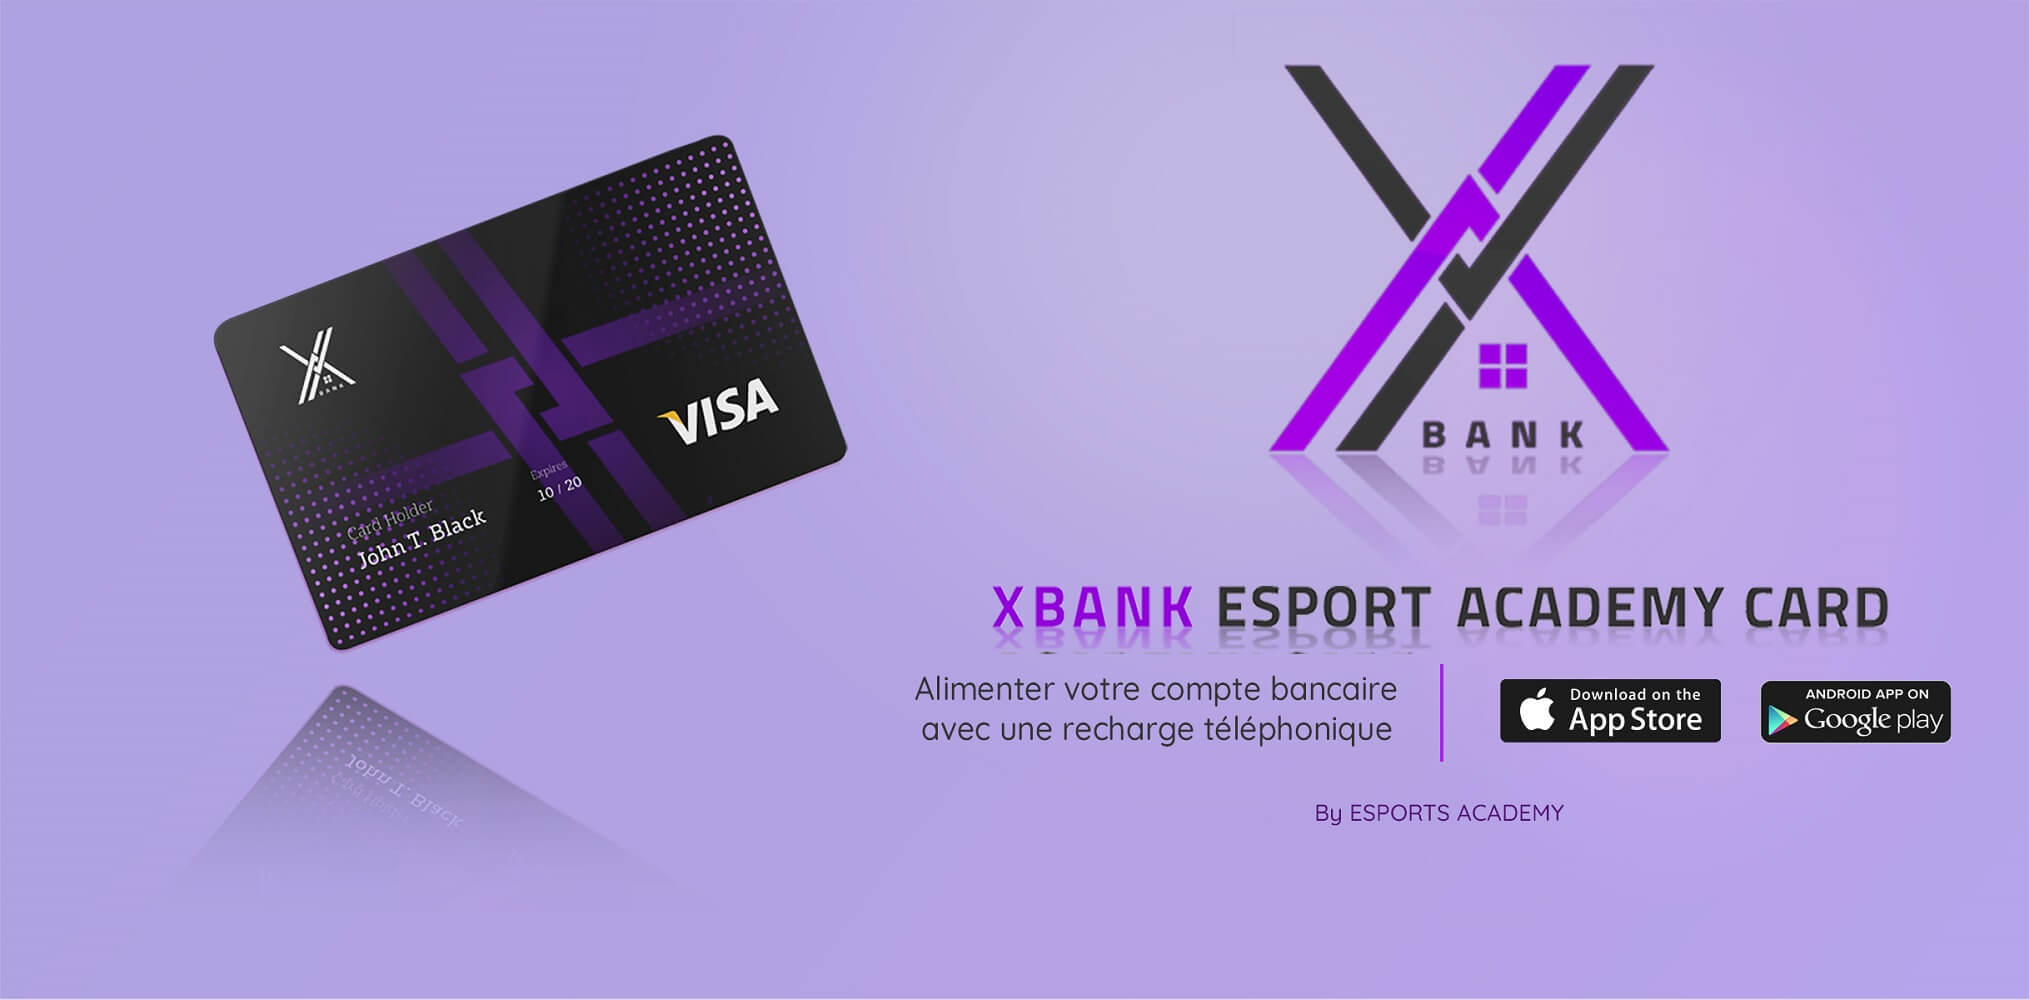 BANK
VISA
Expires
10 / 20
Card Holder
John T. Black
BANK
XBANK ESPORT ACADEMY CARD
Alimenter votre compte bancaire
avec une recharge téléphonique
Download on the
App Store
ANDROID APP ON
Google play
By ESPORTS ACADEMY